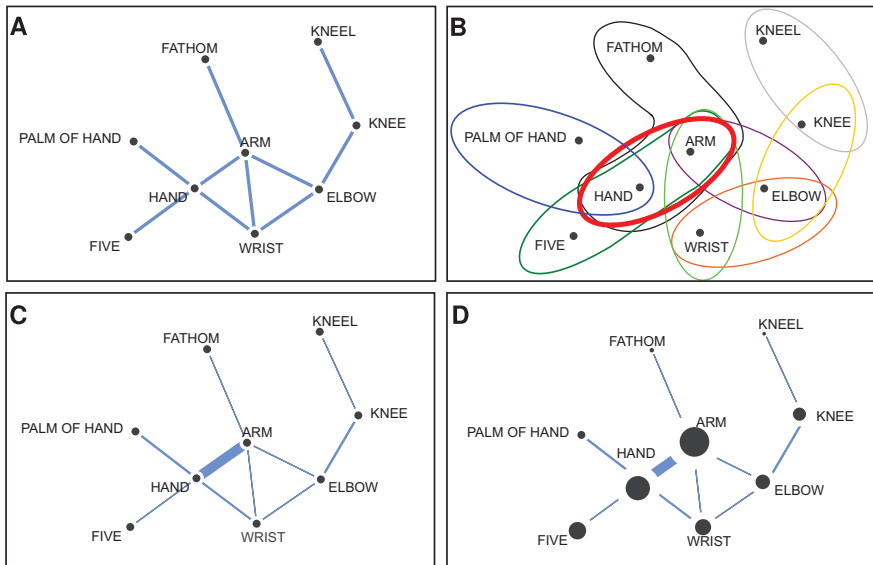 A
KNEEL
FATHOM
KNEE
PALM OF HAND
ARM
HAND
ELBOW
FIVE
WRIST
B
KNEEL
FATHOM
KNEE
PALM OF HAND
ARM
HAND
ELBOW
FIVE
WRIST
C
KNEEL
FATHOM
KNEE
PALM OF HAND
ARM
HAND
ELBOW
FIVE
WRIST
D
KNEEL
FATHOM
ARM
KNEE
PALM OF HAND
HAND
ELBOW
FIVE
WRIST